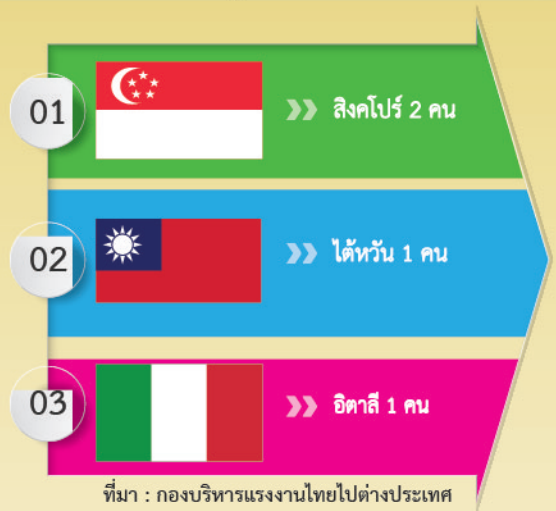 01
สิงคโปร์ 2 คน
02
ไต้หวัน 1 คน
03
อิตาลี 1 คน
ที่มา : กองบริหารแรงงานไทยไปต่างประเทศ